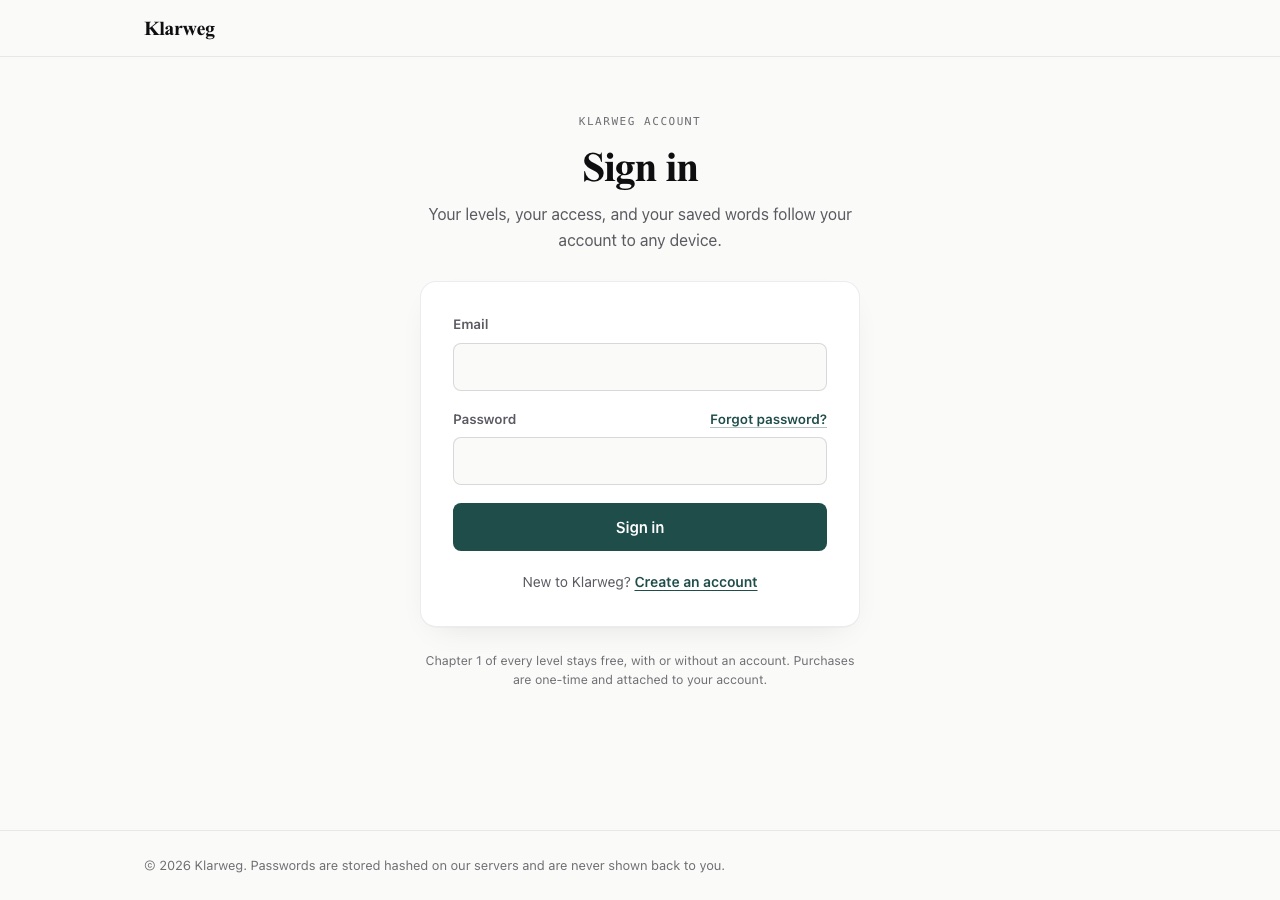 Klarweg
KLARWEG ACCOUNT
Sign in
Your levels, your access, and your saved words follow your
account to any device.
Email
Password
Forgot password?
Sign in
New to Klarweg? Create an account
Chapter 1 of every level stays free, with or without an account. Purchases
are one-time and attached to your account.
© 2026 Klarweg. Passwords are stored hashed on our servers and are never shown back to you.